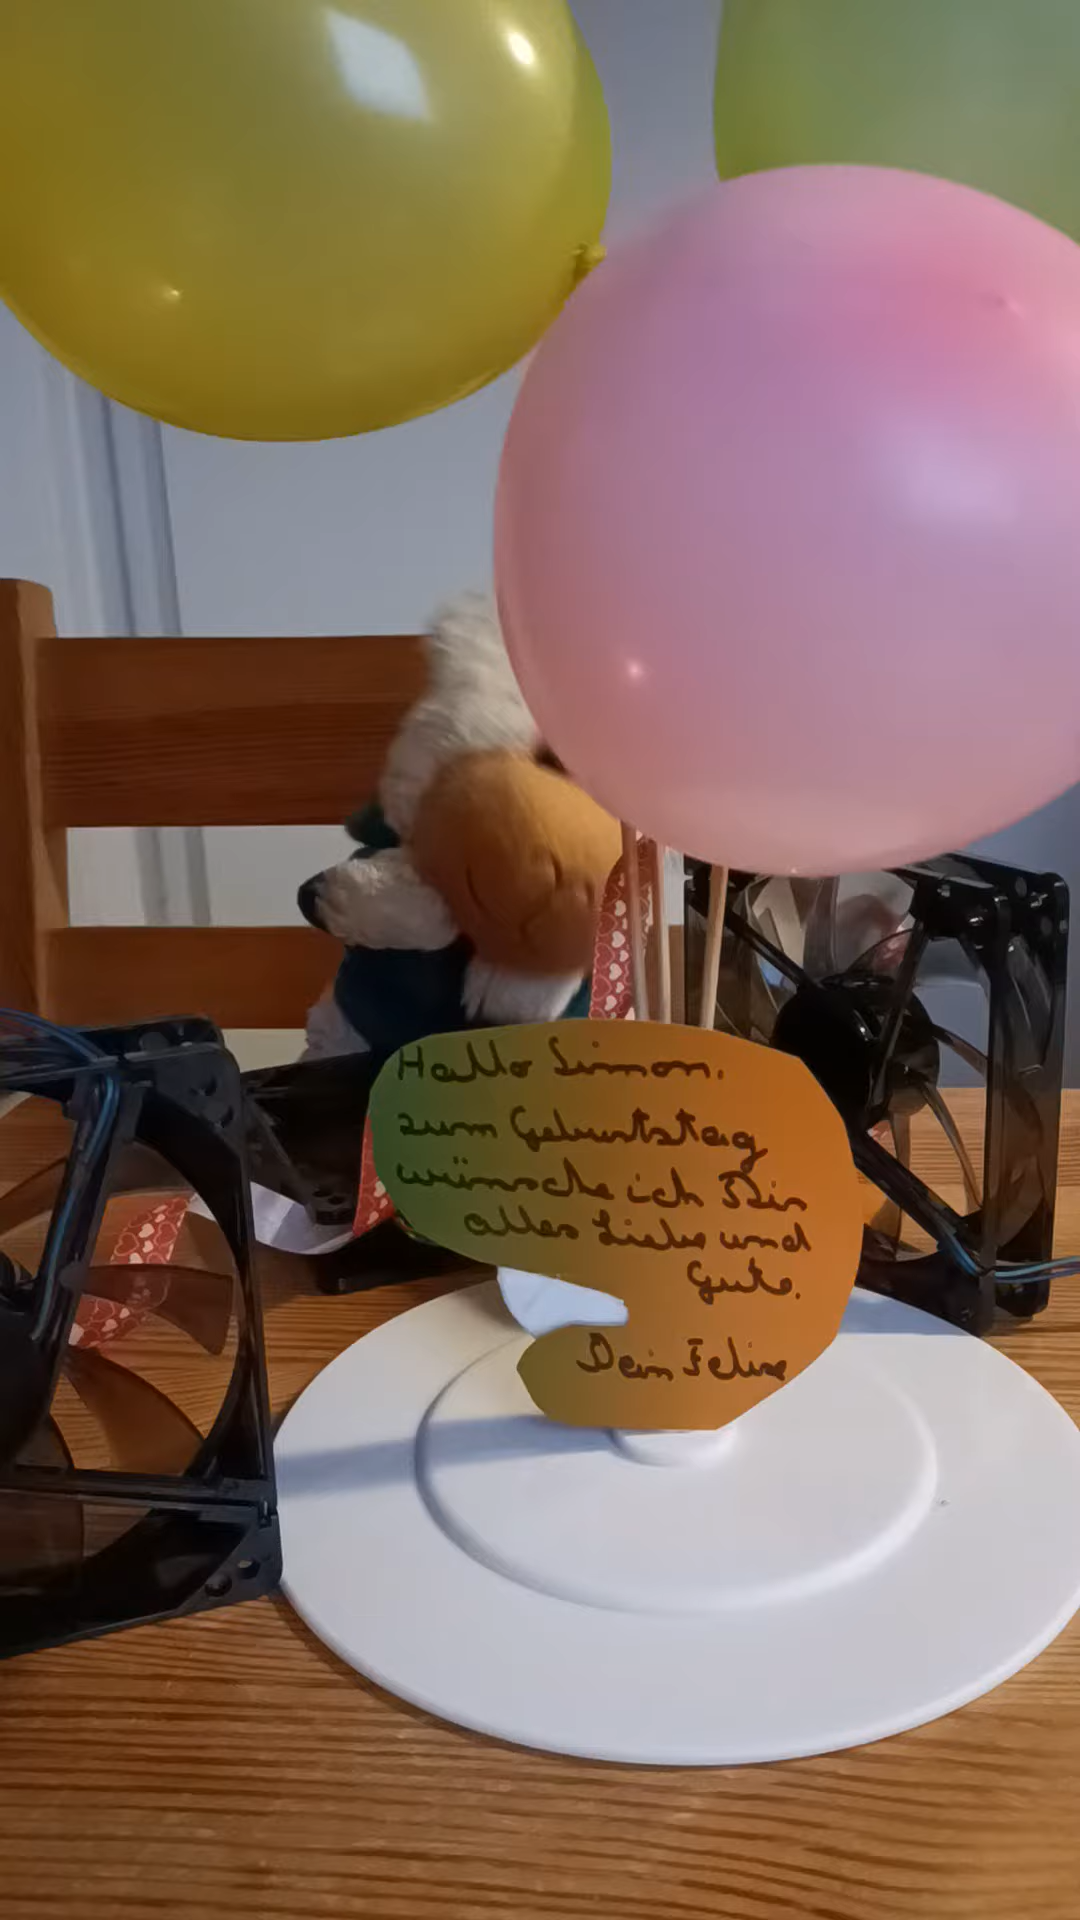 Hallo Simon.
zum Geburtstag
wünsche ich Dir
alles Liebe und
Gute.
Dein Felix